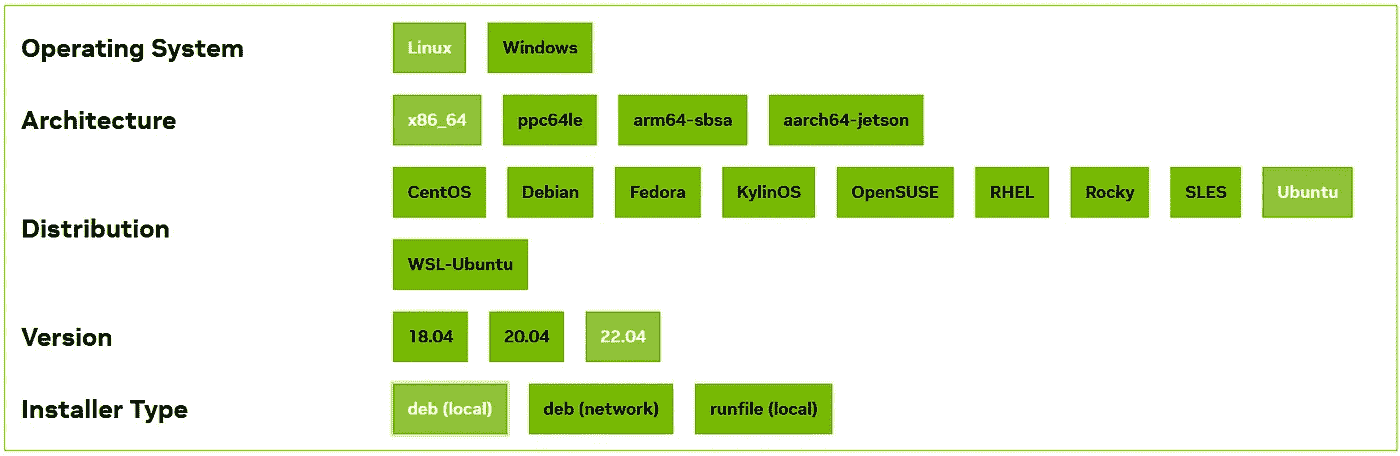 Operating System Linux Windows
Architecture x86_64 ppc64le arm64-sbsa aarch64-jetson
Distribution CentOS Debian Fedora KylinOS OpenSUSE RHEL Rocky SLES Ubuntu
WSL-Ubuntu
Version 18.04 20.04 22.04
Installer Type deb (local) deb (network) runfile (local)